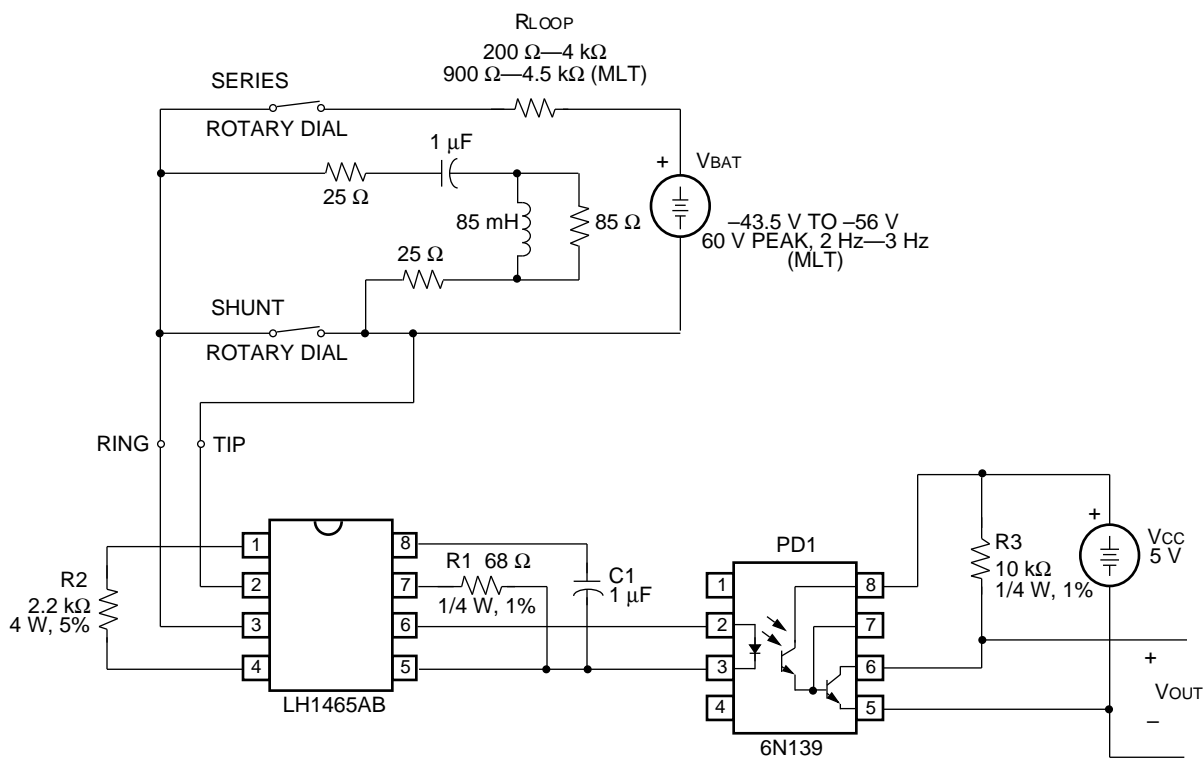 RLOOP
200 Ω—4 kΩ
900 Ω—4.5 kΩ (MLT)
SERIES
ROTARY DIAL
1 μF
+
VBAT
25 Ω
85 mH
85 Ω
–43.5 V TO –56 V
60 V PEAK, 2 Hz—3 Hz
(MLT)
25 Ω
SHUNT
ROTARY DIAL
RING
TIP
R2
2.2 kΩ
4 W, 5%
1
2
3
4
8
7
6
5
LH1465AB
R1 68 Ω
1/4 W, 1%
C1
1 μF
PD1
1
2
3
4
8
7
6
5
6N139
R3
10 kΩ
1/4 W, 1%
+
VCC
5 V
+
VOUT
–